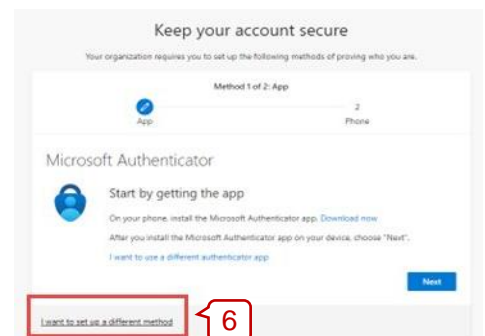 Keep your account secure
Your organization requires you to set up the following methods of proving who you are.
Method 1 of 2: App
App
2
Phone
Microsoft Authenticator
Start by getting the app
On your phone, install the Microsoft Authenticator app. Download now
After you install the Microsoft Authenticator app on your device, choose "Next".
I want to use a different authenticator app
Next
I want to set up a different method
6